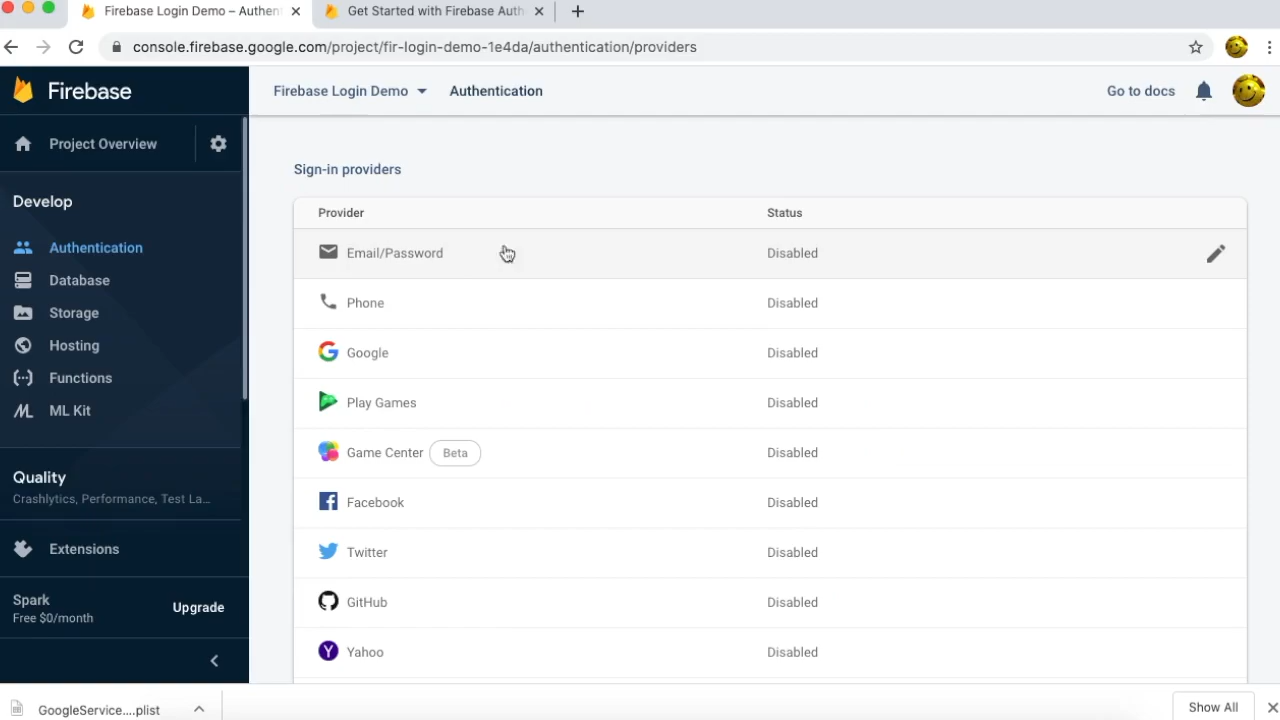 Firebase Login Demo – Authen
Get Started with Firebase Auth
console.firebase.google.com/project/fir-login-demo-1e4da/authentication/providers
Firebase
Firebase Login Demo
Authentication
Go to docs
Project Overview
Develop
Authentication
Database
Storage
Hosting
Functions
ML Kit
Quality
Crashlytics, Performance, Test La...
Extensions
Spark
Free $0/month
Upgrade
Sign-in providers
Provider Status
Email/Password Disabled
Phone Disabled
Google Disabled
Play Games Disabled
Game Center Beta Disabled
Facebook Disabled
Twitter Disabled
GitHub Disabled
Yahoo Disabled
GoogleService....plist
Show All